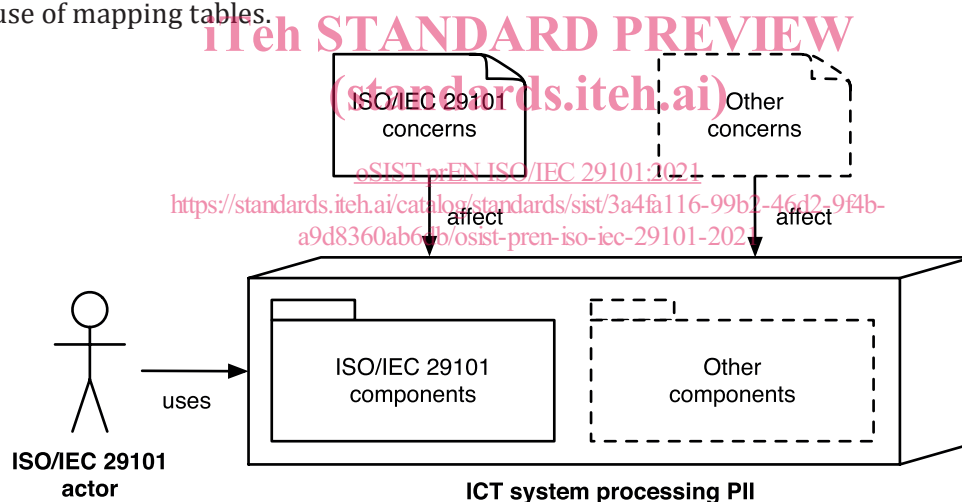 use of mapping tables.
iTeh STANDARD PREVIEW
(standards.iteh.ai)
ISO/IEC 29101
concerns
Other
concerns
oSIST prEN ISO/IEC 29101:2021
https://standards.iteh.ai/catalog/standards/sist/3a4fa116-99b2-46d2-9f4b-
a9d8360ab6db/osist-pren-iso-iec-29101-2021
affect
affect
ISO/IEC 29101
components
Other
components
uses
ISO/IEC 29101
actor
ICT system processing PII